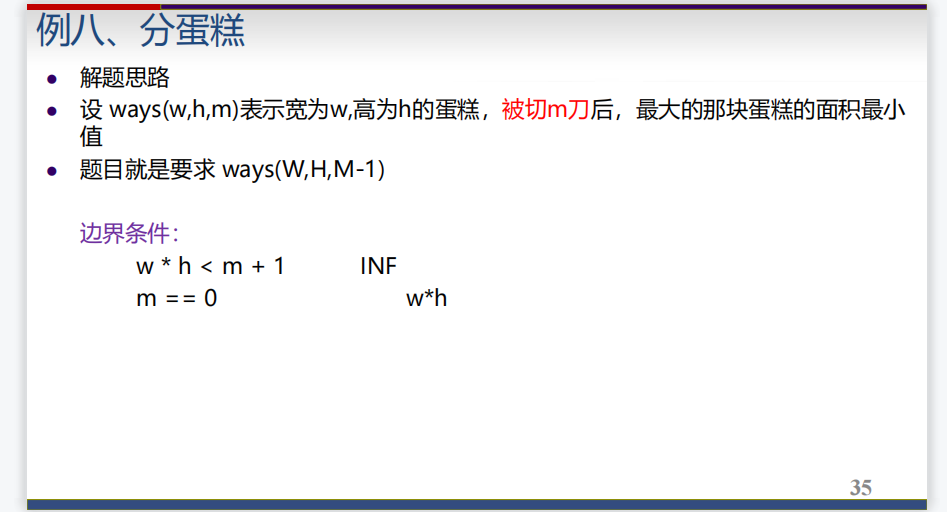 例八、分蛋糕
解题思路
设 ways(w,h,m)表示宽为w,高为h的蛋糕，被切m刀后，最大的那块蛋糕的面积最小
值
题目就是要求 ways(W,H,M-1)
边界条件：
w * h < m + 1 INF
m == 0 w*h
35